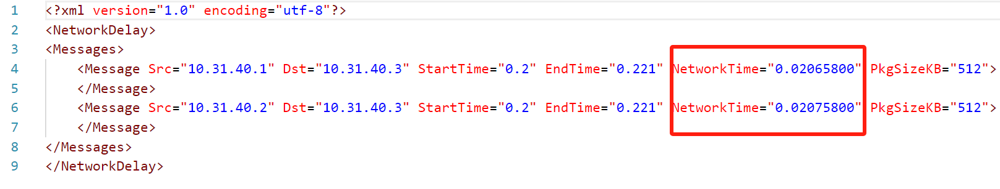 1 <?xml version="1.0" encoding="utf-8"?>
2 <NetworkDelay>
3 <Messages>
4 <Message Src="10.31.40.1" Dst="10.31.40.3" StartTime="0.2" EndTime="0.221" NetworkTime="0.02065800" PkgSizeKB="512">
5 </Message>
6 <Message Src="10.31.40.2" Dst="10.31.40.3" StartTime="0.2" EndTime="0.221" NetworkTime="0.02075800" PkgSizeKB="512">
7 </Message>
8 </Messages>
9 </NetworkDelay>